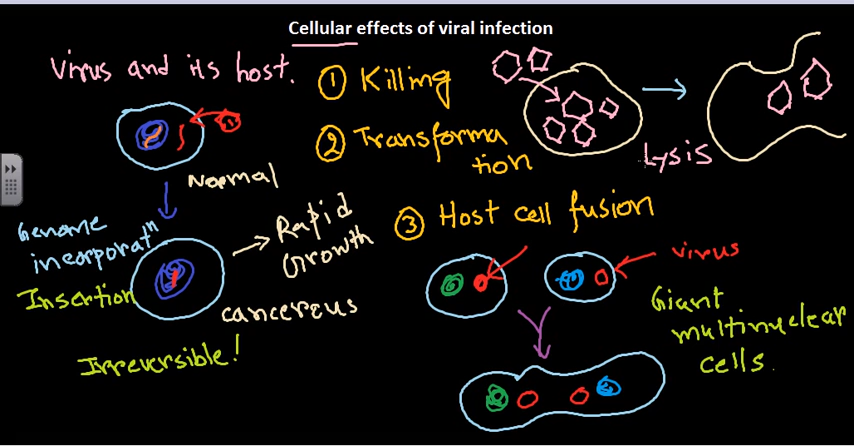 Cellular effects of viral infection
Virus and its host.
① Killing
② Transforma
tion
Lysis
Normal
③ Host cell fusion
Genome
incorporatⁿ
Insertion
Irreversible!
Rapid
Growth
cancerous
virus
Giant
multinuclear
cells.